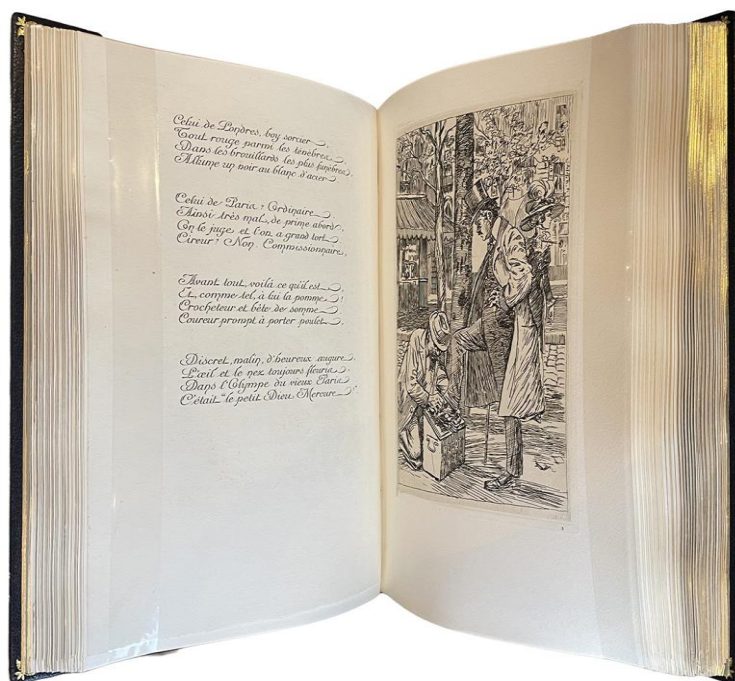 Celui de Londres, boy sorcier,
Tout rouge parmi les ténèbres,
Dans les brouillards les plus funèbres
Allume un noir au blanc d'acier.
Celui de Paris? Ordinaire,
Ainsi très mal, de prime abord,
On le juge et l'on a grand tort.
Cireur? Non. Commissionnaire,
Avant tout, voilà ce qu'il est,
Et, comme tel, à lui la pomme!
Crocheteur et bête de somme
Coureur prompt à porter poulet.
Discret, malin, d'heureux augure,
L'œil et le nez toujours fleuris
Dans l'Olympe du vieux Paris
C'était "le petit Dieu Mercure"!